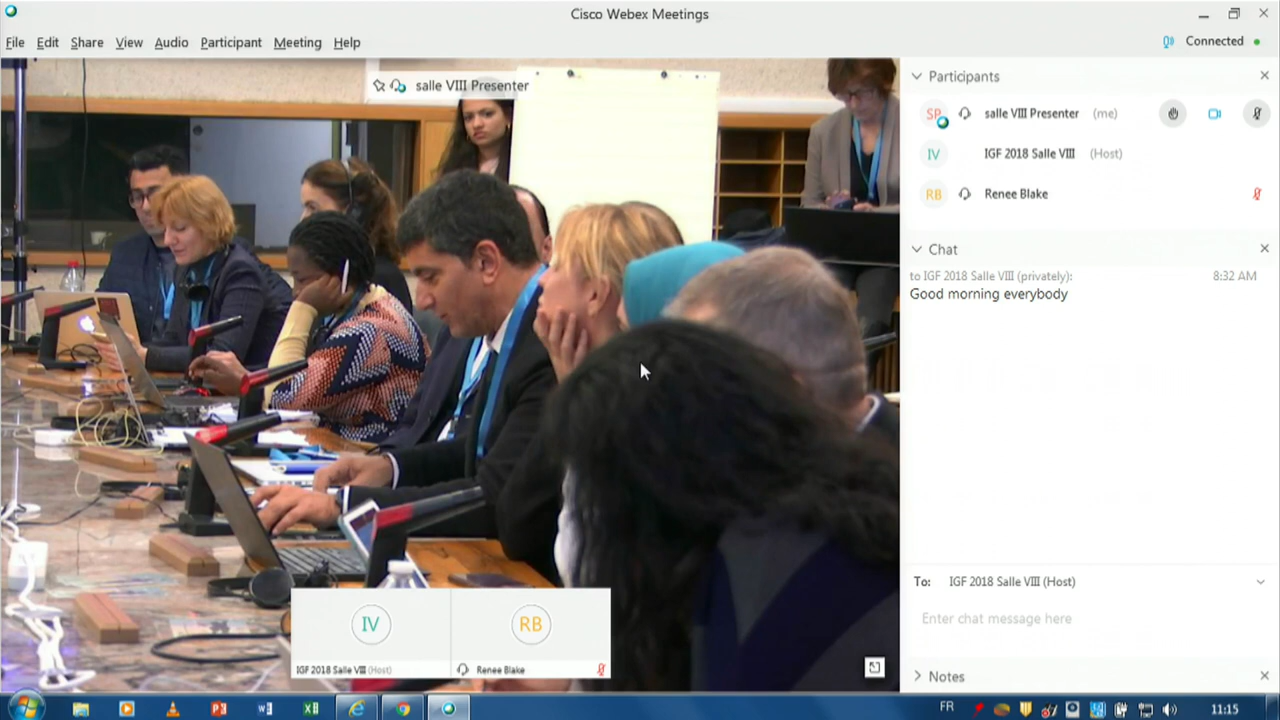 Cisco Webex Meetings
File Edit Share View Audio Participant Meeting Help
Connected
salle VIII Presenter
Participants
SP salle VIII Presenter (me)
IV IGF 2018 Salle VIII (Host)
RB Renee Blake
Chat
to IGF 2018 Salle VIII (privately): 8:32 AM
Good morning everybody
To: IGF 2018 Salle VIII (Host)
Enter chat message here
IV
RB
IGF 2018 Salle VIII (Host)
Renee Blake
Notes
FR
11:15